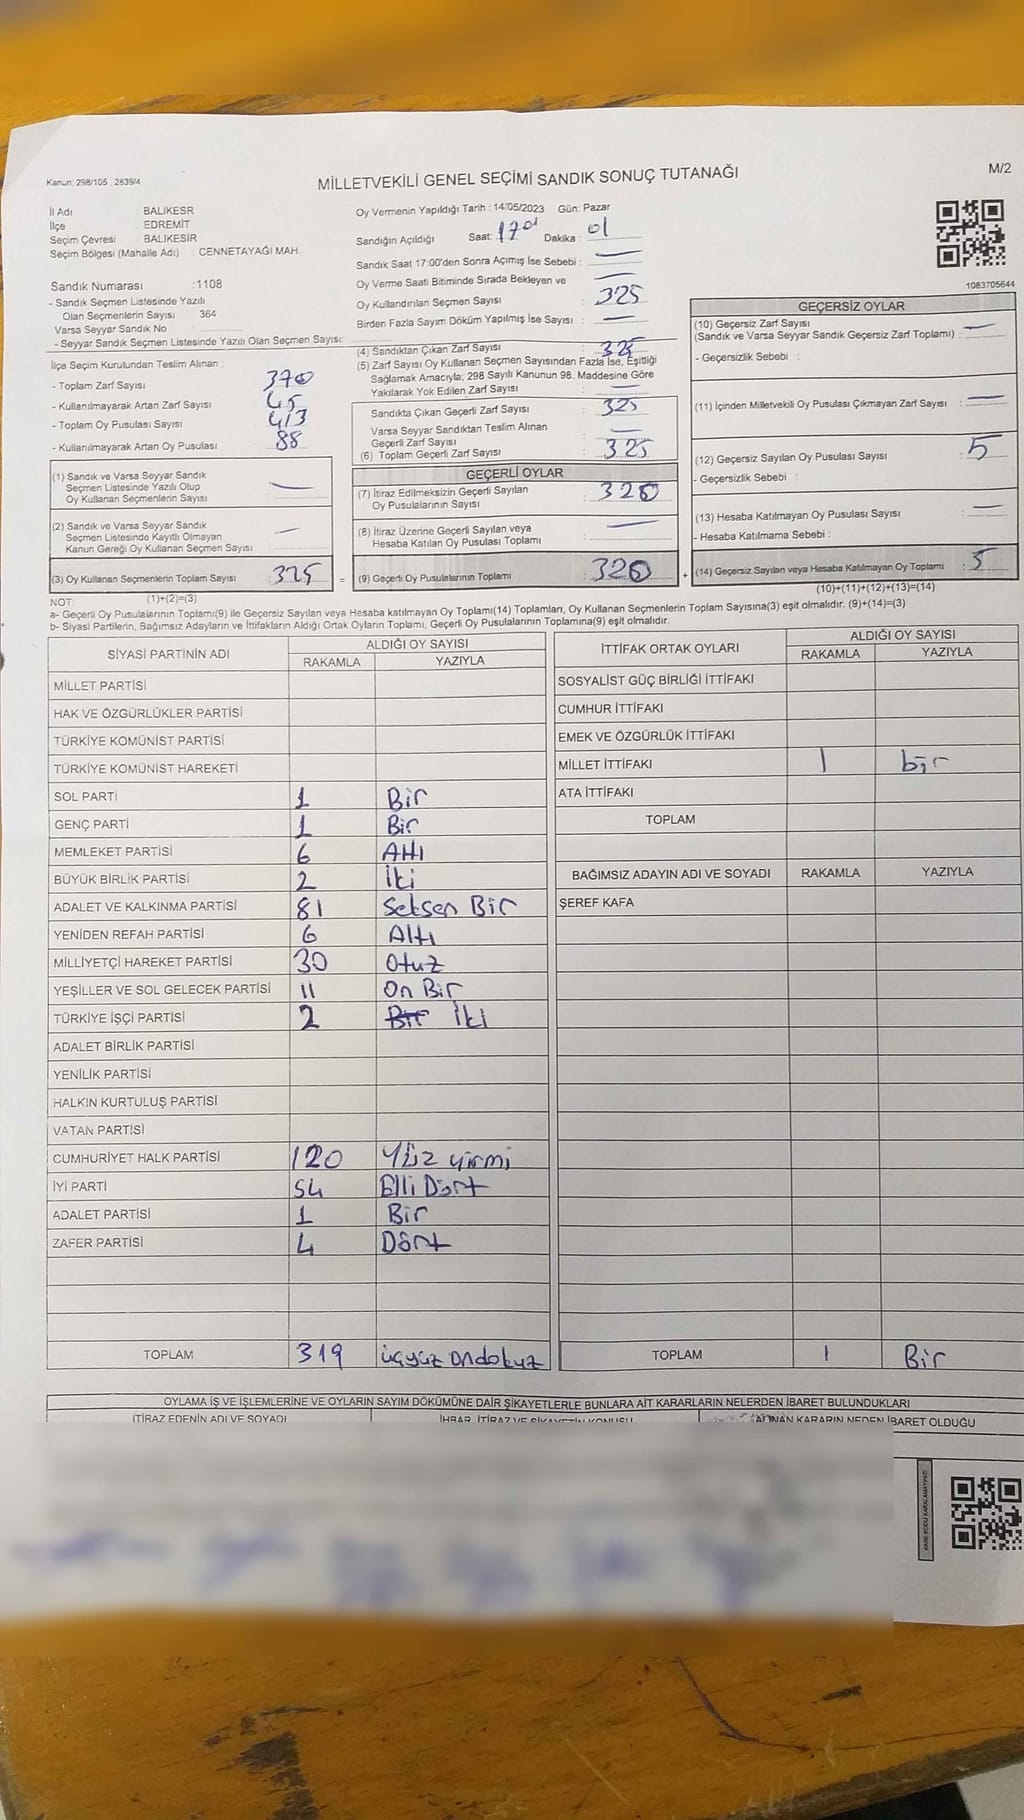 Kanun; 298/105 , 2839/4
MİLLETVEKİLİ GENEL SEÇİMİ SANDIK SONUÇ TUTANAĞI
M/2
İl Adı : BALIKESR
İlçe : EDREMİT
Seçim Çevresi : BALIKESİR
Seçim Bölgesi (Mahalle Adı) : CENNETAYAĞI MAH.
Sandık Numarası : 1108
- Sandık Seçmen Listesinde Yazılı
Olan Seçmenlerin Sayısı 364
Varsa Seyyar Sandık No :
- Seyyar Sandık Seçmen Listesinde Yazılı Olan Seçmen Sayısı:
İlçe Seçim Kurulundan Teslim Alınan :
- Toplam Zarf Sayısı : 370
- Kullanılmayarak Artan Zarf Sayısı : 45
- Toplam Oy Pusulası Sayısı : 413
- Kullanılmayarak Artan Oy Pusulası : 88
(1) Sandık ve Varsa Seyyar Sandık
Seçmen Listesinde Yazılı Olup
Oy Kullanan Seçmenlerin Sayısı : —
(2) Sandık ve Varsa Seyyar Sandık
Seçmen Listesinde Kayıtlı Olmayan
Kanun Gereği Oy Kullanan Seçmen Sayısı : —
(3) Oy Kullanan Seçmenlerin Toplam Sayısı : 325 =
(1)+(2)=(3)
Oy Vermenin Yapıldığı Tarih : 14/05/2023 Gün: Pazar
Sandığın Açıldığı Saat: Dakika : 01
Sandık Saat 17:00'den Sonra Açımış İse Sebebi : —
Oy Verme Saati Bitiminde Sırada Bekleyen ve —
Oy Kullandırılan Seçmen Sayısı : 325
Birden Fazla Sayım Döküm Yapılmış İse Sayısı : —
(4) Sandıktan Çıkan Zarf Sayısı : 325
(5) Zarf Sayısı Oy Kullanan Seçmen Sayısından Fazla İse, Eşitliği
Sağlamak Amacıyla; 298 Sayılı Kanunun 98. Maddesine Göre
Yakılarak Yok Edilen Zarf Sayısı : —
Sandıkta Çıkan Geçerli Zarf Sayısı : 325
Varsa Seyyar Sandıktan Teslim Alınan
Geçerli Zarf Sayısı : —
(6) Toplam Geçerli Zarf Sayısı : 325
GEÇERLİ OYLAR
(7) İtiraz Edilmeksizin Geçerli Sayılan
Oy Pusulalarının Sayısı : 320
(8) İtiraz Üzerine Geçerli Sayılan veya
Hesaba Katılan Oy Pusulası Toplamı : —
(9) Geçerli Oy Pusulalarının Toplamı : 320 +
1083705644
GEÇERSİZ OYLAR
(10) Geçersiz Zarf Sayısı
(Sandık ve Varsa Seyyar Sandık Geçersiz Zarf Toplamı) : —
- Geçersizlik Sebebi :
(11) İçinden Milletvekili Oy Pusulası Çıkmayan Zarf Sayısı : —
(12) Geçersiz Sayılan Oy Pusulası Sayısı : 5
- Geçersizlik Sebebi :
(13) Hesaba Katılmayan Oy Pusulası Sayısı : —
- Hesaba Katılmama Sebebi :
(14) Geçersiz Sayılan veya Hesaba Katılmayan Oy Toplamı : 5
(10)+(11)+(12)+(13)=(14)
NOT:
a- Geçerli Oy Pusulalarının Toplamı(9) ile Geçersiz Sayılan veya Hesaba katılmayan Oy Toplamı(14) Toplamları, Oy Kullanan Seçmenlerin Toplam Sayısına(3) eşit olmalıdır. (9)+(14)=(3)
b- Siyasi Partilerin, Bağımsız Adayların ve İttifakların Aldığı Ortak Oyların Toplamı, Geçerli Oy Pusulalarının Toplamına(9) eşit olmalıdır.
SİYASİ PARTİNİN ADI ALDIĞI OY SAYISI
RAKAMLA YAZIYLA
MİLLET PARTİSİ
HAK VE ÖZGÜRLÜKLER PARTİSİ
TÜRKİYE KOMÜNİST PARTİSİ
TÜRKİYE KOMÜNİST HAREKETİ
SOL PARTİ 1 Bir
GENÇ PARTİ 1 Bir
MEMLEKET PARTİSİ 6 Altı
BÜYÜK BİRLİK PARTİSİ 2 İki
ADALET VE KALKINMA PARTİSİ 81 Seksen Bir
YENİDEN REFAH PARTİSİ 6 Altı
MİLLİYETÇİ HAREKET PARTİSİ 30 Otuz
YEŞİLLER VE SOL GELECEK PARTİSİ 11 On Bir
TÜRKİYE İŞÇİ PARTİSİ 2 Bir İki
ADALET BİRLİK PARTİSİ
YENİLİK PARTİSİ
HALKIN KURTULUŞ PARTİSİ
VATAN PARTİSİ
CUMHURİYET HALK PARTİSİ 120 Yüz yirmi
İYİ PARTİ 54 Elli Dört
ADALET PARTİSİ 1 Bir
ZAFER PARTİSİ 4 Dört
TOPLAM 319 üçyüz ondokuz
İTTİFAK ORTAK OYLARI ALDIĞI OY SAYISI
RAKAMLA YAZIYLA
SOSYALİST GÜÇ BİRLİĞİ İTTİFAKI
CUMHUR İTTİFAKI
EMEK VE ÖZGÜRLÜK İTTİFAKI
MİLLET İTTİFAKI 1 bir
ATA İTTİFAKI
TOPLAM
BAĞIMSIZ ADAYIN ADI VE SOYADI RAKAMLA YAZIYLA
ŞEREF KAFA
TOPLAM 1 Bir
OYLAMA İŞ VE İŞLEMLERİNE VE OYLARIN SAYIM DÖKÜMÜNE DAİR ŞİKAYETLERLE BUNLARA AİT KARARLARIN NELERDEN İBARET BULUNDUKLARI
İTİRAZ EDENİN ADI VE SOYADI İHBAR, İTİRAZ VE ŞİKAYETİN KONUSU ALINAN KARARIN NEDEN İBARET OLDUĞU